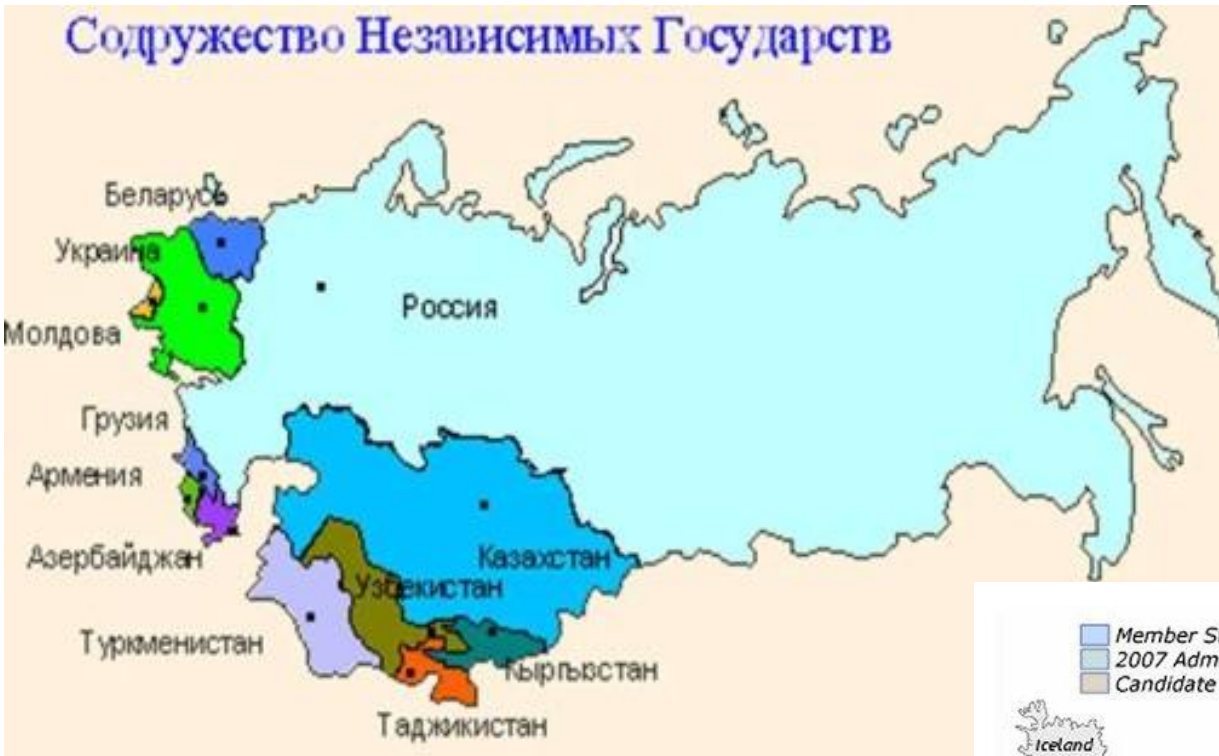 Содружество Независимых Государств
Беларусь
Украина
Россия
Молдова
Грузия
Армения
Азербайджан
Казахстан
Узбекистан
Туркменистан
Кыргызстан
Таджикистан
Member
2007
Candidate
Iceland